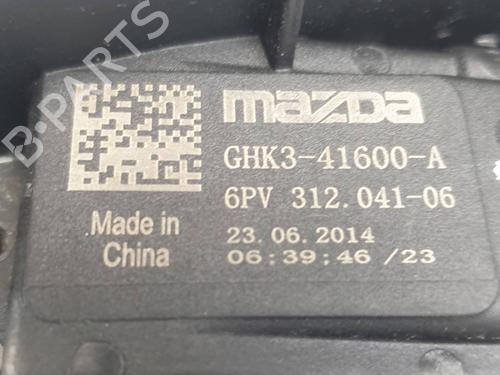 mazda
GHK3-41600-A
6PV 312.041-06
Made in
China
23.06.2014
06:39:46 /23
B-PARTS